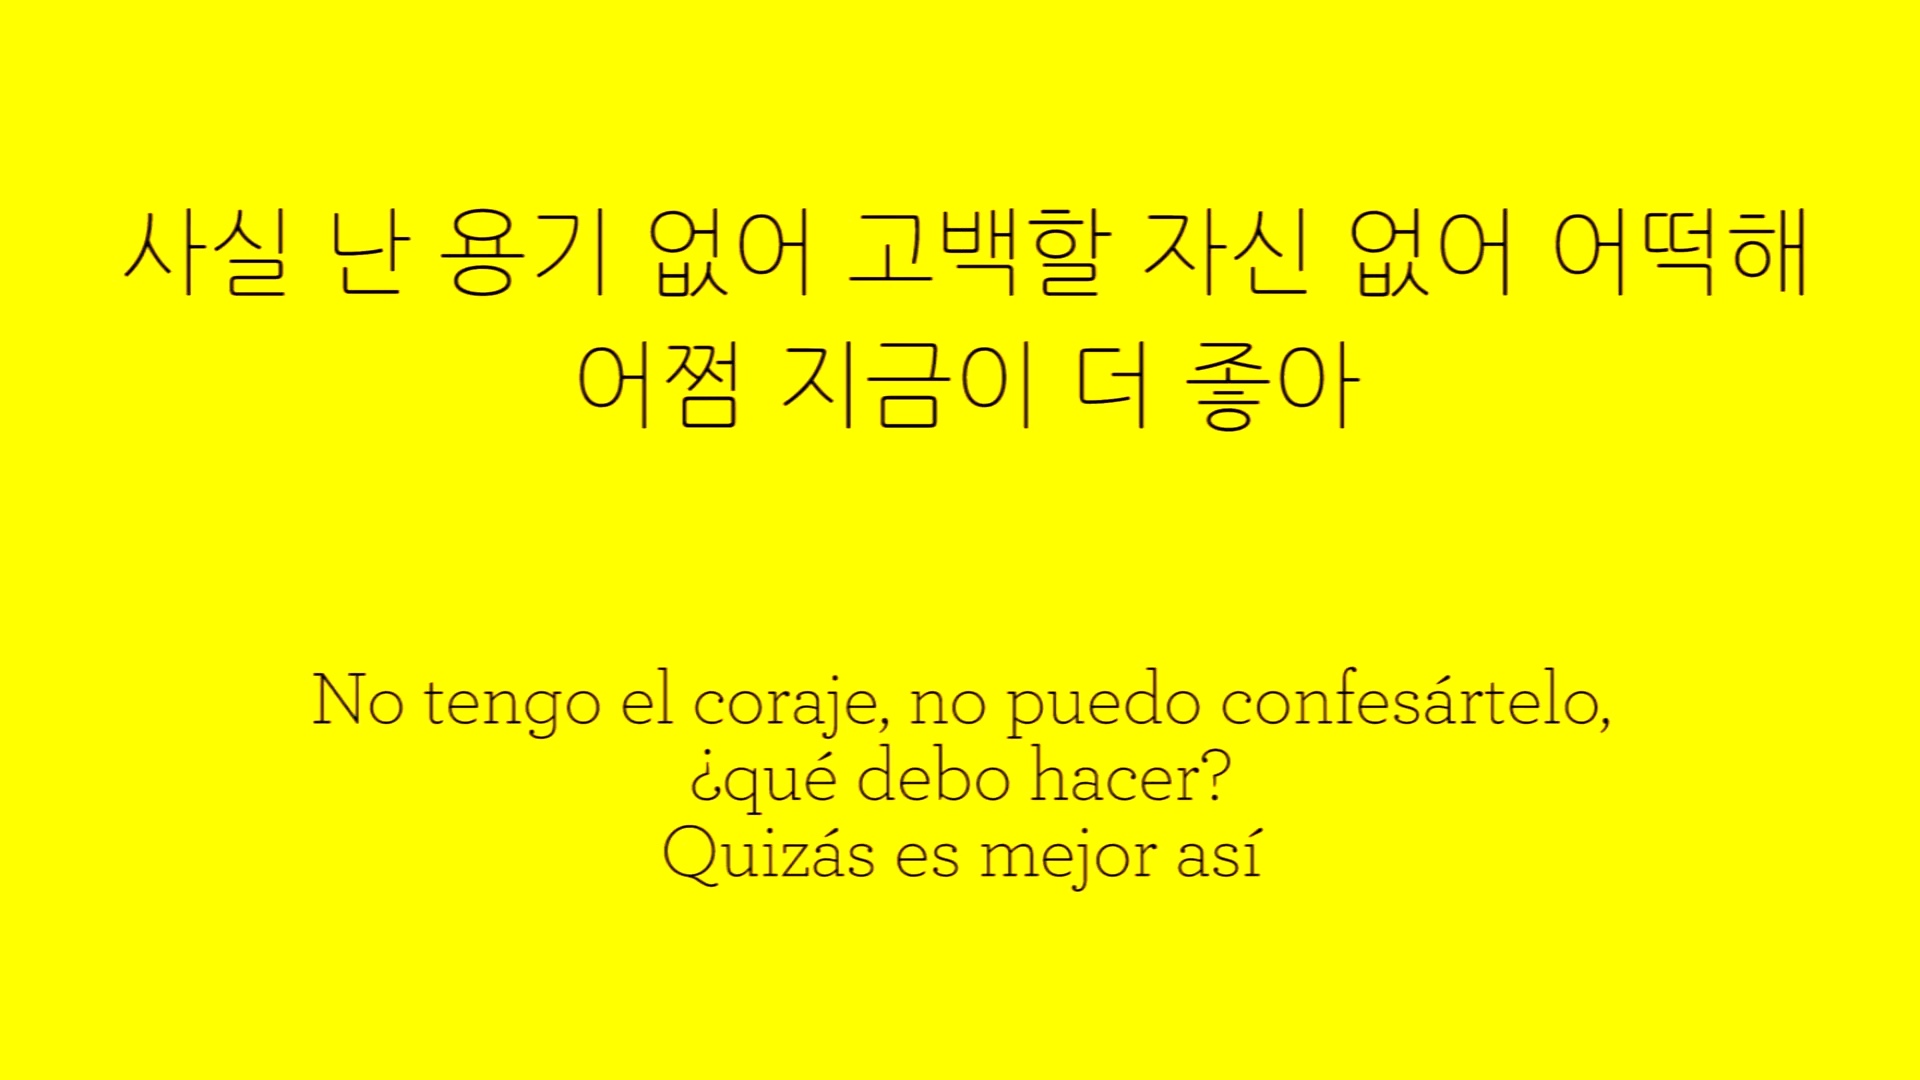 사실 난 용기 없어 고백할 자신 없어 어떡해
어쩜 지금이 더 좋아
No tengo el coraje, no puedo confesártelo,
¿qué debo hacer?
Quizás es mejor así